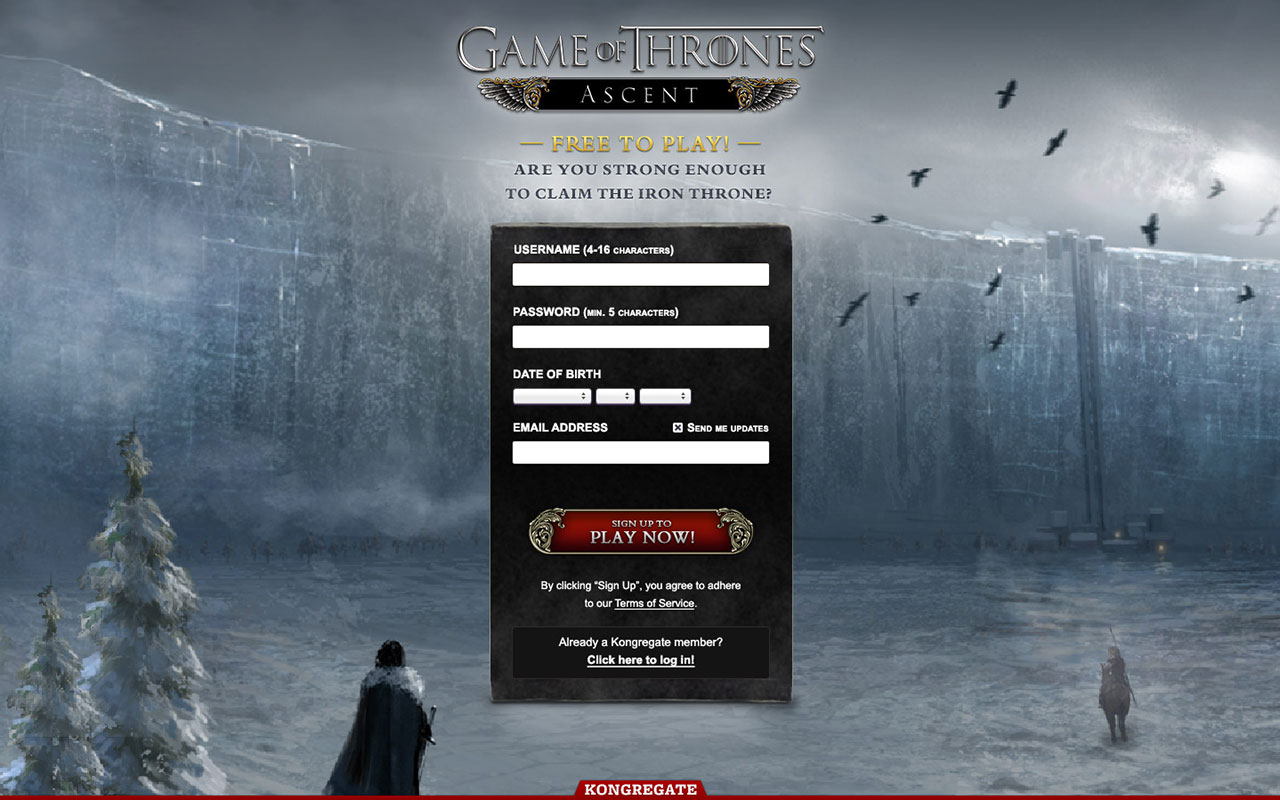 GAME OF THRONES
ASCENT
— FREE TO PLAY! —
ARE YOU STRONG ENOUGH
TO CLAIM THE IRON THRONE?
USERNAME (4-16 CHARACTERS)
PASSWORD (MIN. 5 CHARACTERS)
DATE OF BIRTH
EMAIL ADDRESS SEND ME UPDATES
SIGN UP TO
PLAY NOW!
By clicking “Sign Up”, you agree to adhere
to our Terms of Service.
Already a Kongregate member?
Click here to log in!
KONGREGATE